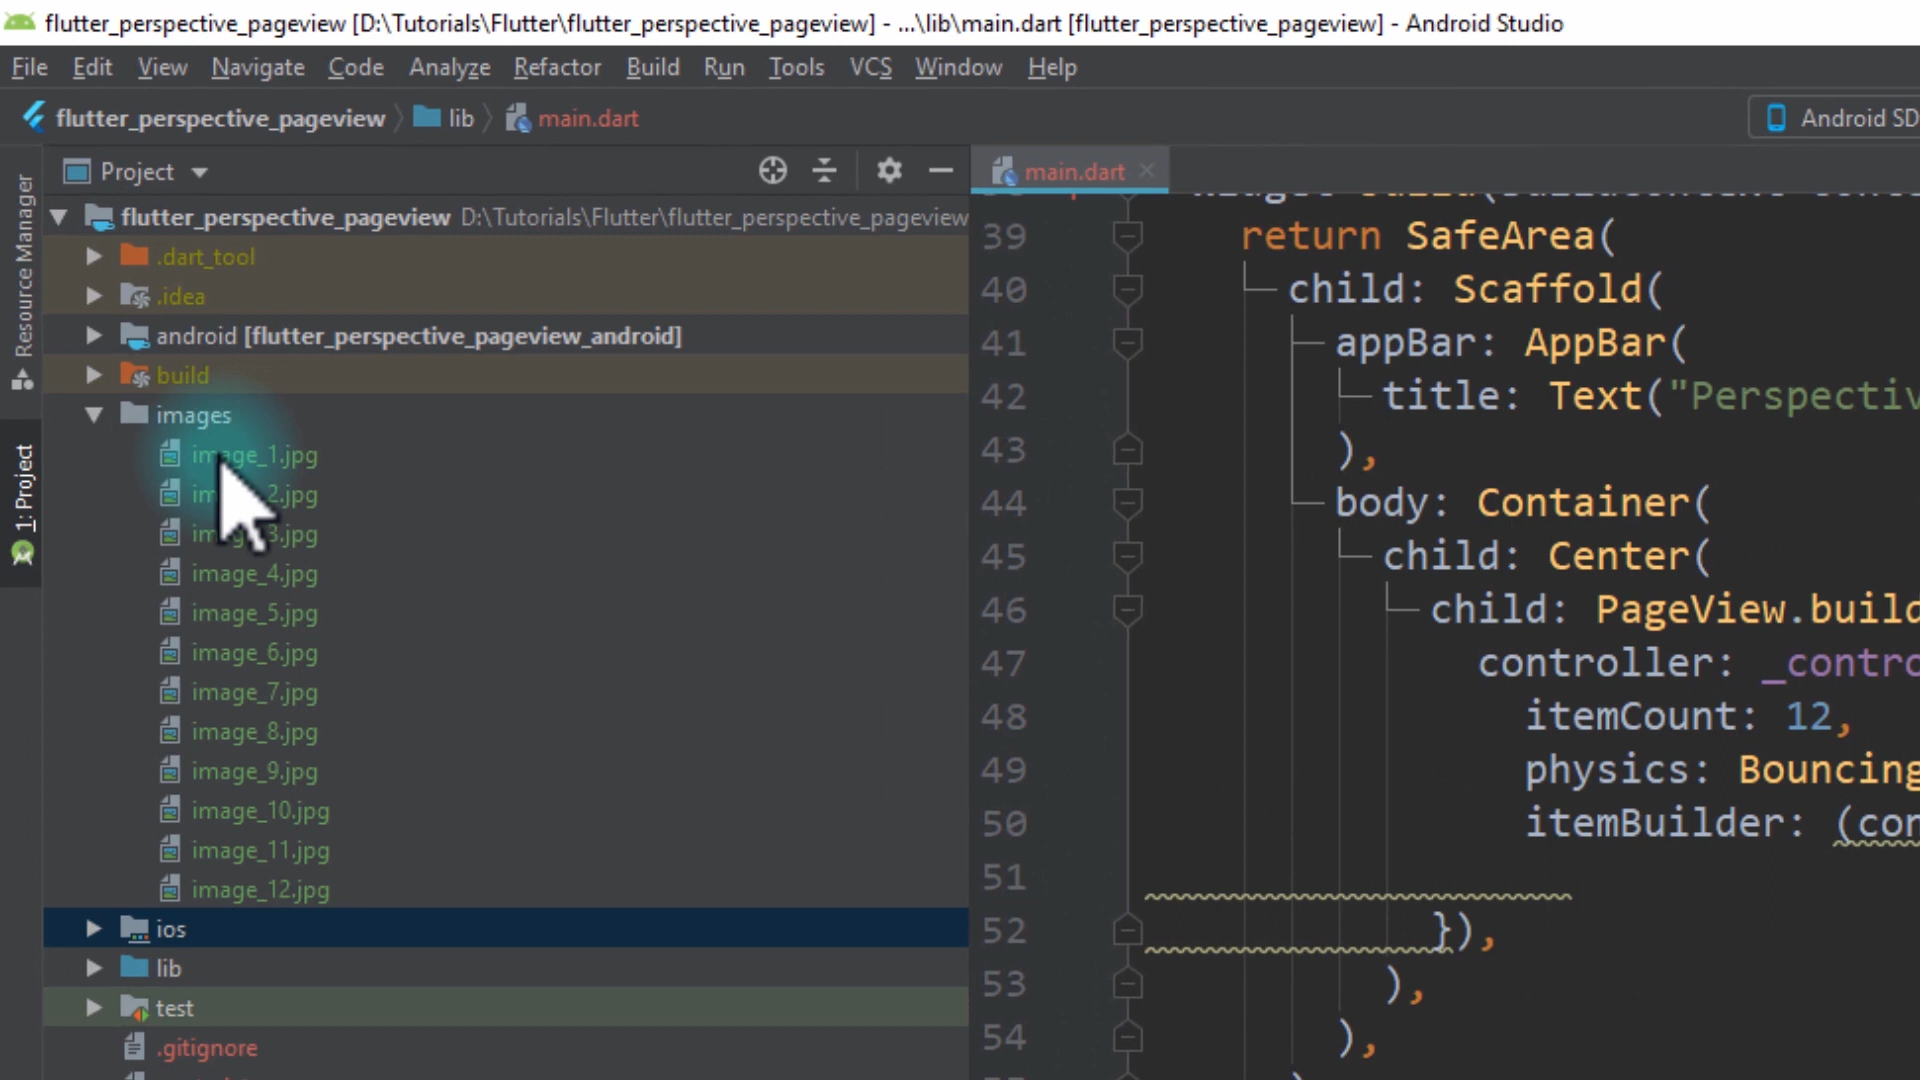 flutter_perspective_pageview [D:\Tutorials\Flutter\flutter_perspective_pageview] - ...\lib\main.dart [flutter_perspective_pageview] - Android Studio
File Edit View Navigate Code Analyze Refactor Build Run Tools VCS Window Help
flutter_perspective_pageview lib main.dart
Android SD
Resource Manager
1: Project
Project
flutter_perspective_pageview D:\Tutorials\Flutter\flutter_perspective_pageview
.dart_tool
.idea
android [flutter_perspective_pageview_android]
build
images
image_1.jpg
image_2.jpg
image_3.jpg
image_4.jpg
image_5.jpg
image_6.jpg
image_7.jpg
image_8.jpg
image_9.jpg
image_10.jpg
image_11.jpg
image_12.jpg
ios
lib
test
.gitignore
main.dart
39 return SafeArea(
40 child: Scaffold(
41 appBar: AppBar(
42 title: Text("Perspectiv
43 ),
44 body: Container(
45 child: Center(
46 child: PageView.build
47 controller: _contro
48 itemCount: 12,
49 physics: Bouncing
50 itemBuilder: (con
51
52 }),
53 ),
54 ),